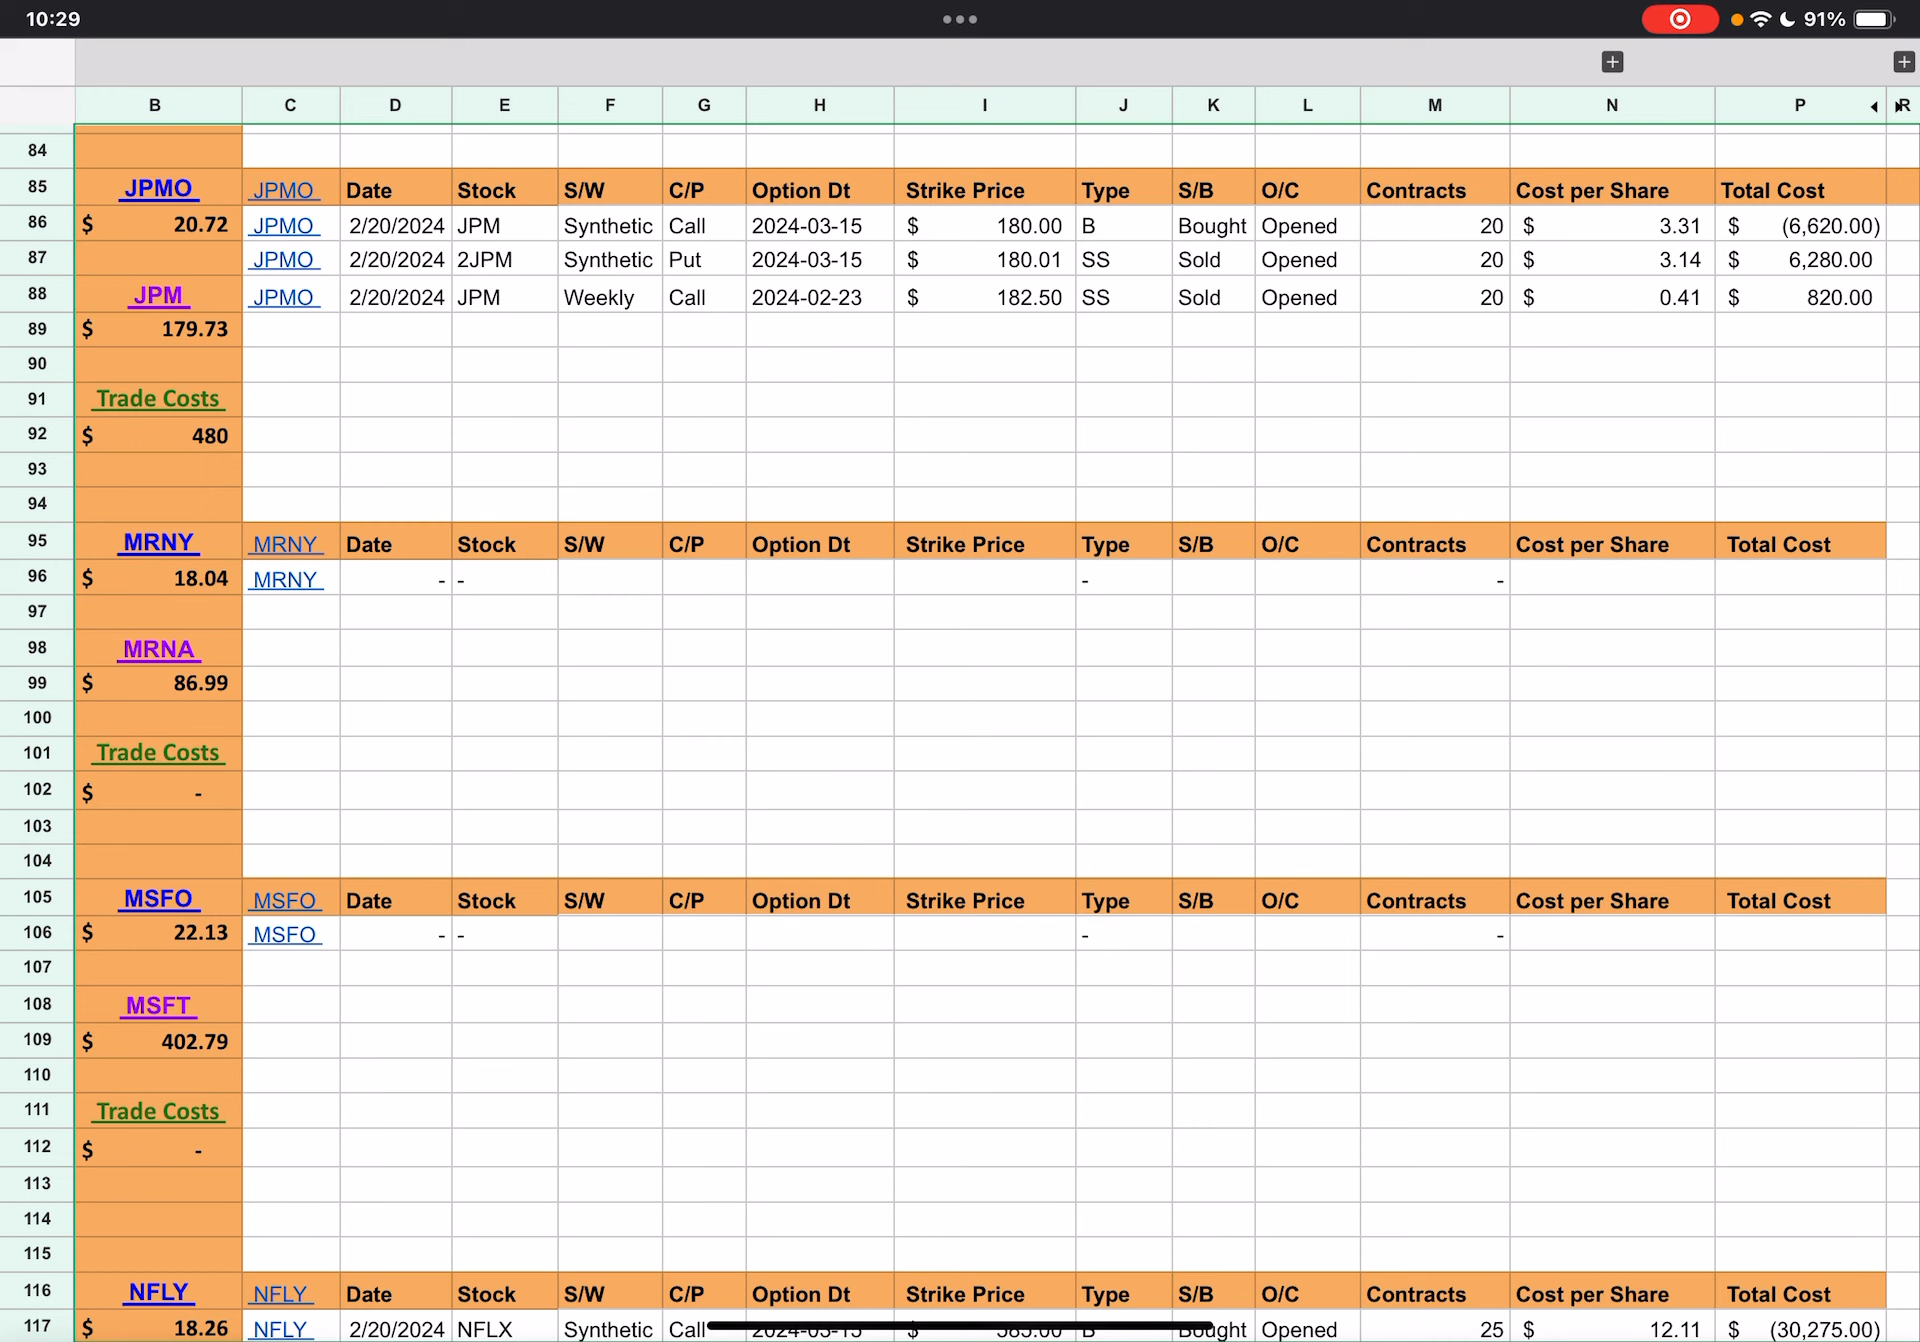 10:29 91%
B C D E F G H I J K L M N P R
84
85 JPMO JPMO Date Stock S/W C/P Option Dt Strike Price Type S/B O/C Contracts Cost per Share Total Cost
86 $ 20.72 JPMO 2/20/2024 JPM Synthetic Call 2024-03-15 $ 180.00 B Bought Opened 20 $ 3.31 $ (6,620.00)
87 JPMO 2/20/2024 2JPM Synthetic Put 2024-03-15 $ 180.01 SS Sold Opened 20 $ 3.14 $ 6,280.00
88 JPM JPMO 2/20/2024 JPM Weekly Call 2024-02-23 $ 182.50 SS Sold Opened 20 $ 0.41 $ 820.00
89 $ 179.73
90
91 Trade Costs
92 $ 480
93
94
95 MRNY MRNY Date Stock S/W C/P Option Dt Strike Price Type S/B O/C Contracts Cost per Share Total Cost
96 $ 18.04 MRNY - - - -
97
98 MRNA
99 $ 86.99
100
101 Trade Costs
102 $ -
103
104
105 MSFO MSFO Date Stock S/W C/P Option Dt Strike Price Type S/B O/C Contracts Cost per Share Total Cost
106 $ 22.13 MSFO - - - -
107
108 MSFT
109 $ 402.79
110
111 Trade Costs
112 $ -
113
114
115
116 NFLY NFLY Date Stock S/W C/P Option Dt Strike Price Type S/B O/C Contracts Cost per Share Total Cost
117 $ 18.26 NFLY 2/20/2024 NFLX Synthetic Call $ B Bought Opened 25 $ 12.11 $ (30,275.00)